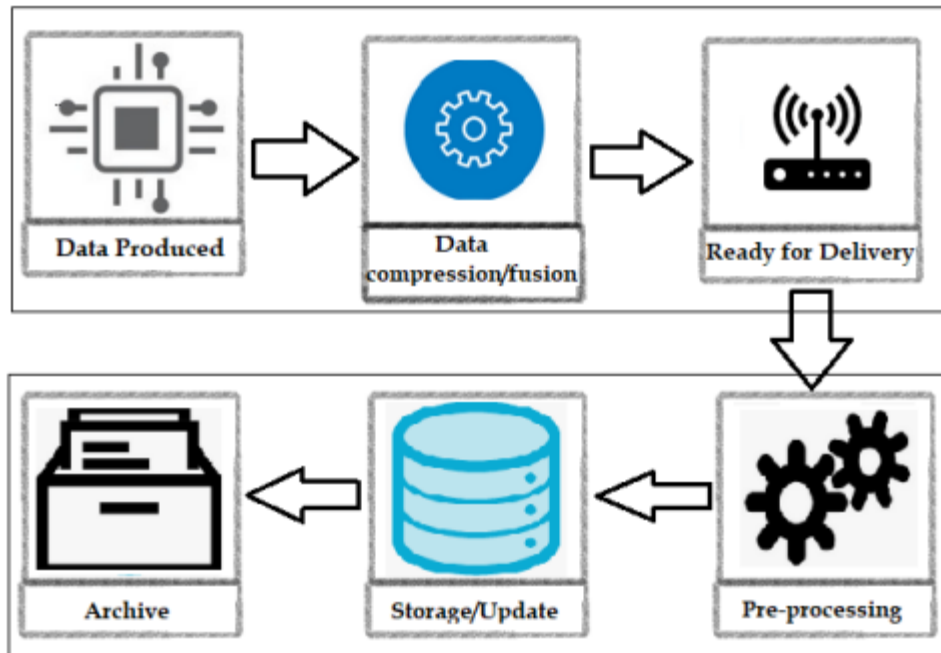 Data Produced
Data
compression/fusion
Ready for Delivery
Archive
Storage/Update
Pre-processing